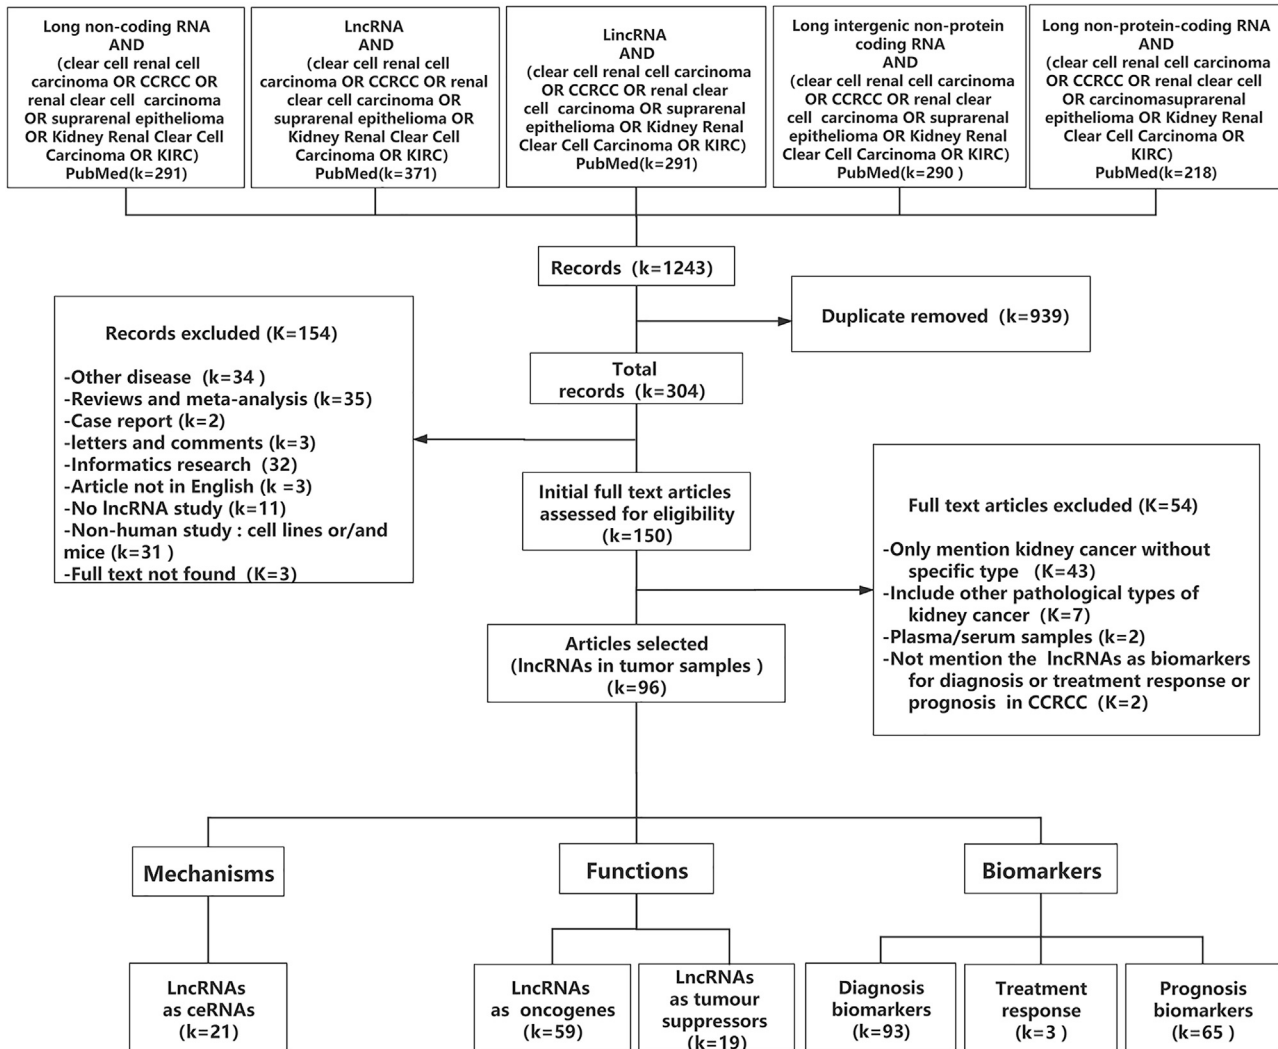 Long non-coding RNA
AND
(clear cell renal cell
carcinoma OR CCRCC OR
renal clear cell carcinoma
OR suprarenal epithelioma
OR Kidney Renal Clear Cell
Carcinoma OR KIRC)
PubMed(k=291)
LncRNA
AND
(clear cell renal cell
carcinoma OR CCRCC OR renal
clear cell carcinoma OR
suprarenal epithelioma OR
Kidney Renal Clear Cell
Carcinoma OR KIRC)
PubMed(k=371)
LincRNA
AND
(clear cell renal cell carcinoma
OR CCRCC OR renal clear
cell carcinoma OR suprarenal
epithelioma OR Kidney Renal
Clear Cell Carcinoma OR KIRC)
PubMed(k=291)
Long intergenic non-protein
coding RNA
AND
(clear cell renal cell carcinoma
OR CCRCC OR renal clear
cell carcinoma OR suprarenal
epithelioma OR Kidney Renal
Clear Cell Carcinoma OR KIRC)
PubMed(k=290 )
Long non-protein-coding RNA
AND
(clear cell renal cell carcinoma
OR CCRCC OR renal clear cell
OR carcinomasuprarenal
epithelioma OR Kidney Renal
Clear Cell Carcinoma OR
KIRC)
PubMed(k=218)
Records (k=1243)
Duplicate removed (k=939)
Records excluded (K=154)
-Other disease (k=34 )
-Reviews and meta-analysis (k=35)
-Case report (k=2)
-letters and comments (k=3)
-Informatics research (32)
-Article not in English (k =3)
-No lncRNA study (k=11)
-Non-human study : cell lines or/and
mice (k=31 )
-Full text not found (K=3)
Total
records (k=304)
Initial full text articles
assessed for eligibility
(k=150)
Full text articles excluded (K=54)
-Only mention kidney cancer without
specific type (K=43)
-Include other pathological types of
kidney cancer (K=7)
-Plasma/serum samples (k=2)
-Not mention the lncRNAs as biomarkers
for diagnosis or treatment response or
prognosis in CCRCC (K=2)
Articles selected
(lncRNAs in tumor samples )
(k=96)
Mechanisms
Functions
Biomarkers
LncRNAs
as ceRNAs
(k=21)
LncRNAs
as oncogenes
(k=59)
LncRNAs
as tumour
suppressors
(k=19)
Diagnosis
biomarkers
(k=93)
Treatment
response
(k=3 )
Prognosis
biomarkers
(k=65 )